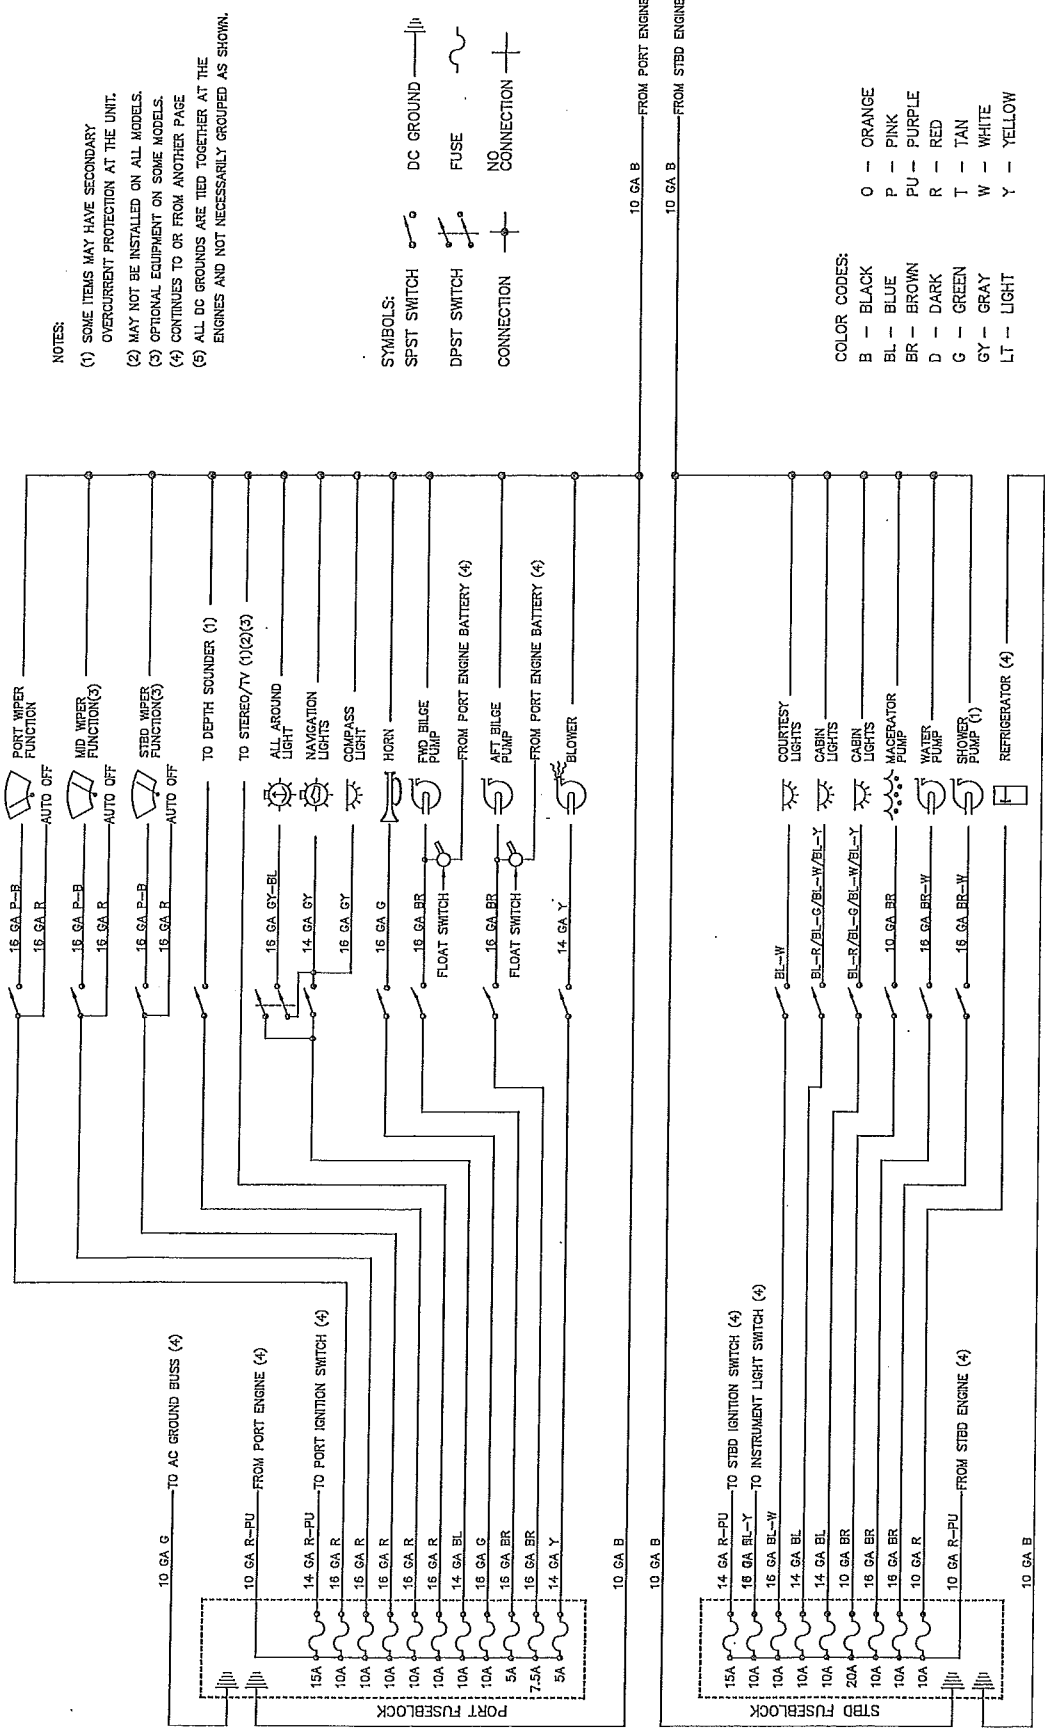 NOTES:
(1) SOME ITEMS MAY HAVE SECONDARY
OVERCURRENT PROTECTION AT THE UNIT.
(2) MAY NOT BE INSTALLED ON ALL MODELS.
(3) OPTIONAL EQUIPMENT ON SOME MODELS.
(4) CONTINUES TO OR FROM ANOTHER PAGE
(5) ALL DC GROUNDS ARE TIED TOGETHER AT THE
ENGINES AND NOT NECESSARILY GROUPED AS SHOWN.
SYMBOLS:
SPST SWITCH
DC GROUND
DPST SWITCH
FUSE
CONNECTION
NO
CONNECTION
10 GA B
FROM PORT ENGINE
10 GA B
FROM STBD ENGINE
COLOR CODES:
B – BLACK
O – ORANGE
BL – BLUE
P – PINK
BR – BROWN
PU – PURPLE
D – DARK
R – RED
G – GREEN
T – TAN
GY – GRAY
W – WHITE
LT – LIGHT
Y – YELLOW
16 GA P-B
PORT WIPER
FUNCTION
16 GA R
AUTO OFF
16 GA P-B
MID WIPER
FUNCTION(3)
16 GA R
AUTO OFF
16 GA P-B
STBD WIPER
FUNCTION(3)
16 GA R
AUTO OFF
TO DEPTH SOUNDER (1)
TO STEREO/TV (1)(2)(3)
16 GA GY-BL
ALL AROUND
LIGHT
14 GA GY
NAVIGATION
LIGHTS
16 GA GY
COMPASS
LIGHT
16 GA G
HORN
16 GA BR
FWD BILGE
PUMP
FLOAT SWITCH
FROM PORT ENGINE BATTERY (4)
16 GA BR
AFT BILGE
PUMP
FLOAT SWITCH
FROM PORT ENGINE BATTERY (4)
14 GA Y
BLOWER
BL-W
COURTESY
LIGHTS
BL-R/BL-G/BL-W/BL-Y
CABIN
LIGHTS
BL-R/BL-G/BL-W/BL-Y
CABIN
LIGHTS
10 GA BR
MACERATOR
PUMP
16 GA BR-W
WATER
PUMP
16 GA BR-W
SHOWER
PUMP (1)
REFRIGERATOR (4)
10 GA G
TO AC GROUND BUSS (4)
10 GA R-PU
FROM PORT ENGINE (4)
15A
14 GA R-PU
TO PORT IGNITION SWITCH (4)
10A
16 GA R
10A
16 GA R
10A
16 GA R
10A
16 GA R
10A
16 GA R
10A
14 GA BL
10A
16 GA G
5A
16 GA BR
7.5A
16 GA BR
5A
14 GA Y
PORT FUSEBLOCK
10 GA B
10 GA B
15A
14 GA R-PU
TO STBD IGNITION SWITCH (4)
10A
GA BL-Y
TO INSTRUMENT LIGHT SWITCH (4)
10A
16 GA BL-W
10A
14 GA BL
10A
14 GA BL
20A
10 GA BR
10A
16 GA BR
10A
16 GA BR
10A
10 GA R
10 GA R-PU
FROM STBD ENGINE (4)
STBD FUSEBLOCK
10 GA B